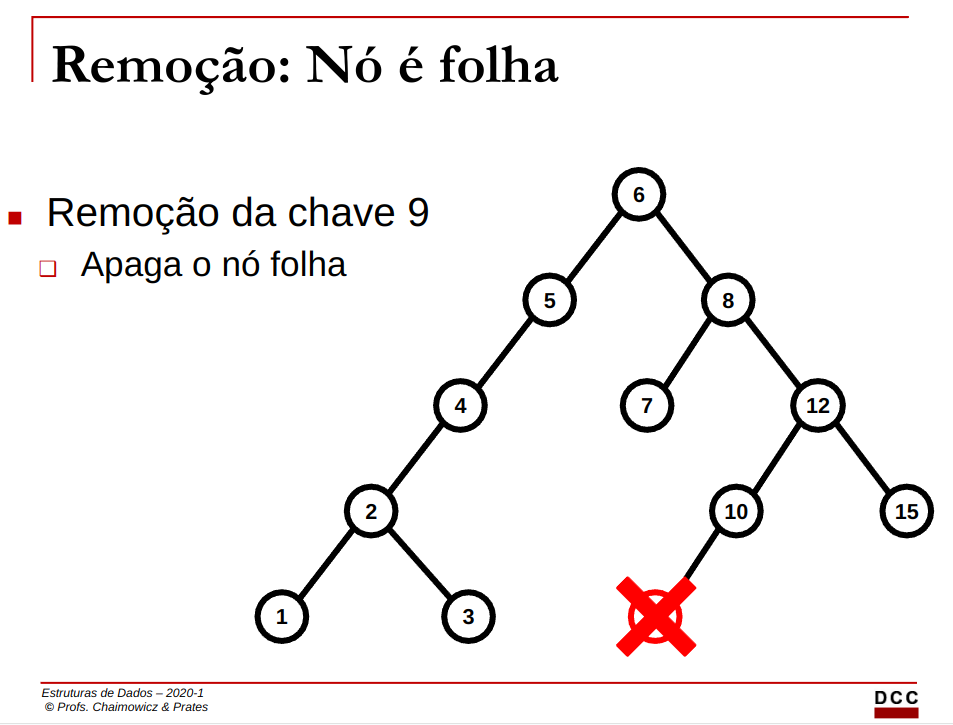 Remoção: Nó é folha
Remoção da chave 9
Apaga o nó folha
6
5
8
4
7
12
2
10
15
1
3
Estruturas de Dados – 2020-1
© Profs. Chaimowicz & Prates
DCC